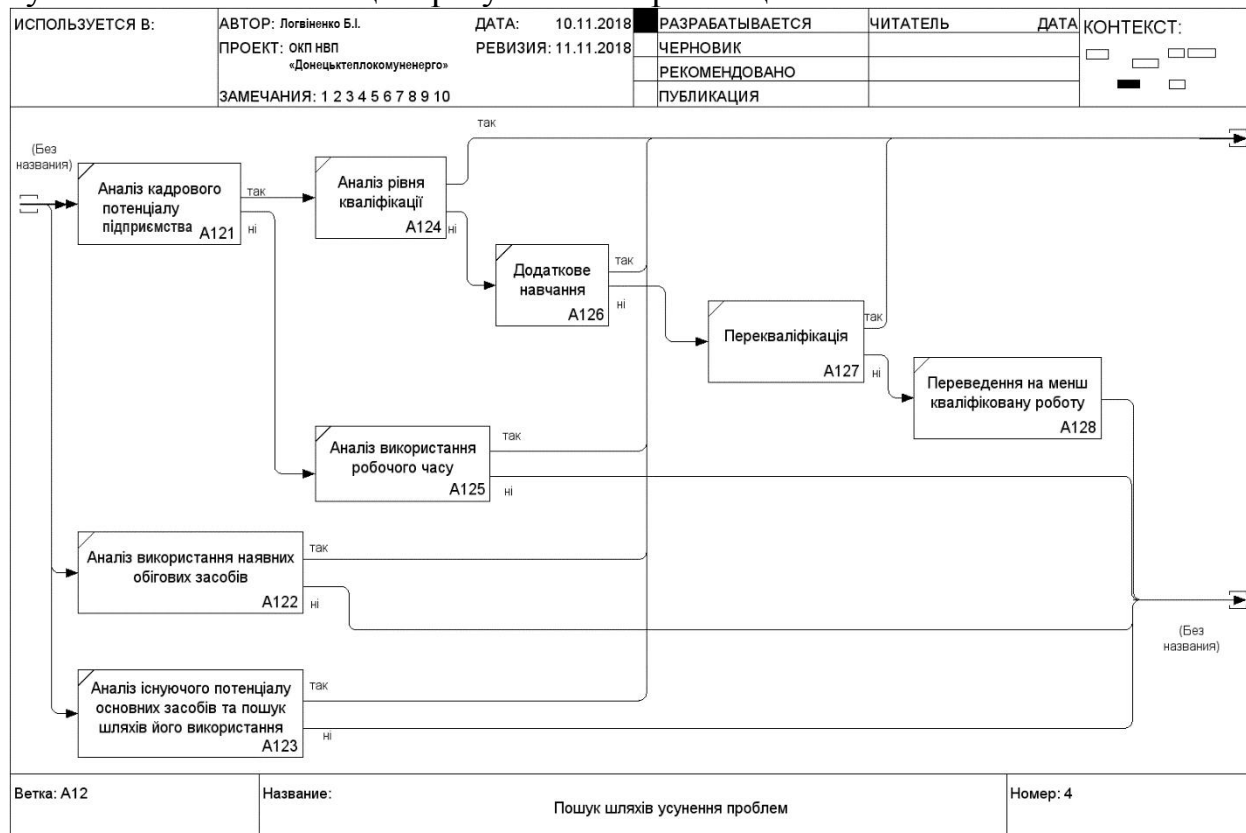 ИСПОЛЬЗУЕТСЯ В:
АВТОР: Логвіненко Б.І.
ДАТА: 10.11.2018
ПРОЕКТ: ОКП НВП
«Донецьктеплокомуненерго»
РЕВИЗИЯ: 11.11.2018
ЗАМЕЧАНИЯ: 1 2 3 4 5 6 7 8 9 10
РАЗРАБАТЫВАЕТСЯ
ЧЕРНОВИК
РЕКОМЕНДОВАНО
ПУБЛИКАЦИЯ
ЧИТАТЕЛЬ
ДАТА
КОНТЕКСТ:
(Без
названия)
Аналіз кадрового
потенціалу
підприємства
A121
так
ні
Аналіз рівня
кваліфікації
A124
так
ні
Додаткове
навчання
A126
так
ні
Перекваліфікація
A127
так
ні
Переведення на менш
кваліфіковану роботу
A128
Аналіз використання
робочого часу
A125
так
ні
Аналіз використання наявних
обігових засобів
A122
так
ні
Аналіз існуючого потенціалу
основних засобів та пошук
шляхів його використання
A123
так
ні
(Без
названия)
Ветка: A12
Название:
Пошук шляхів усунення проблем
Номер: 4